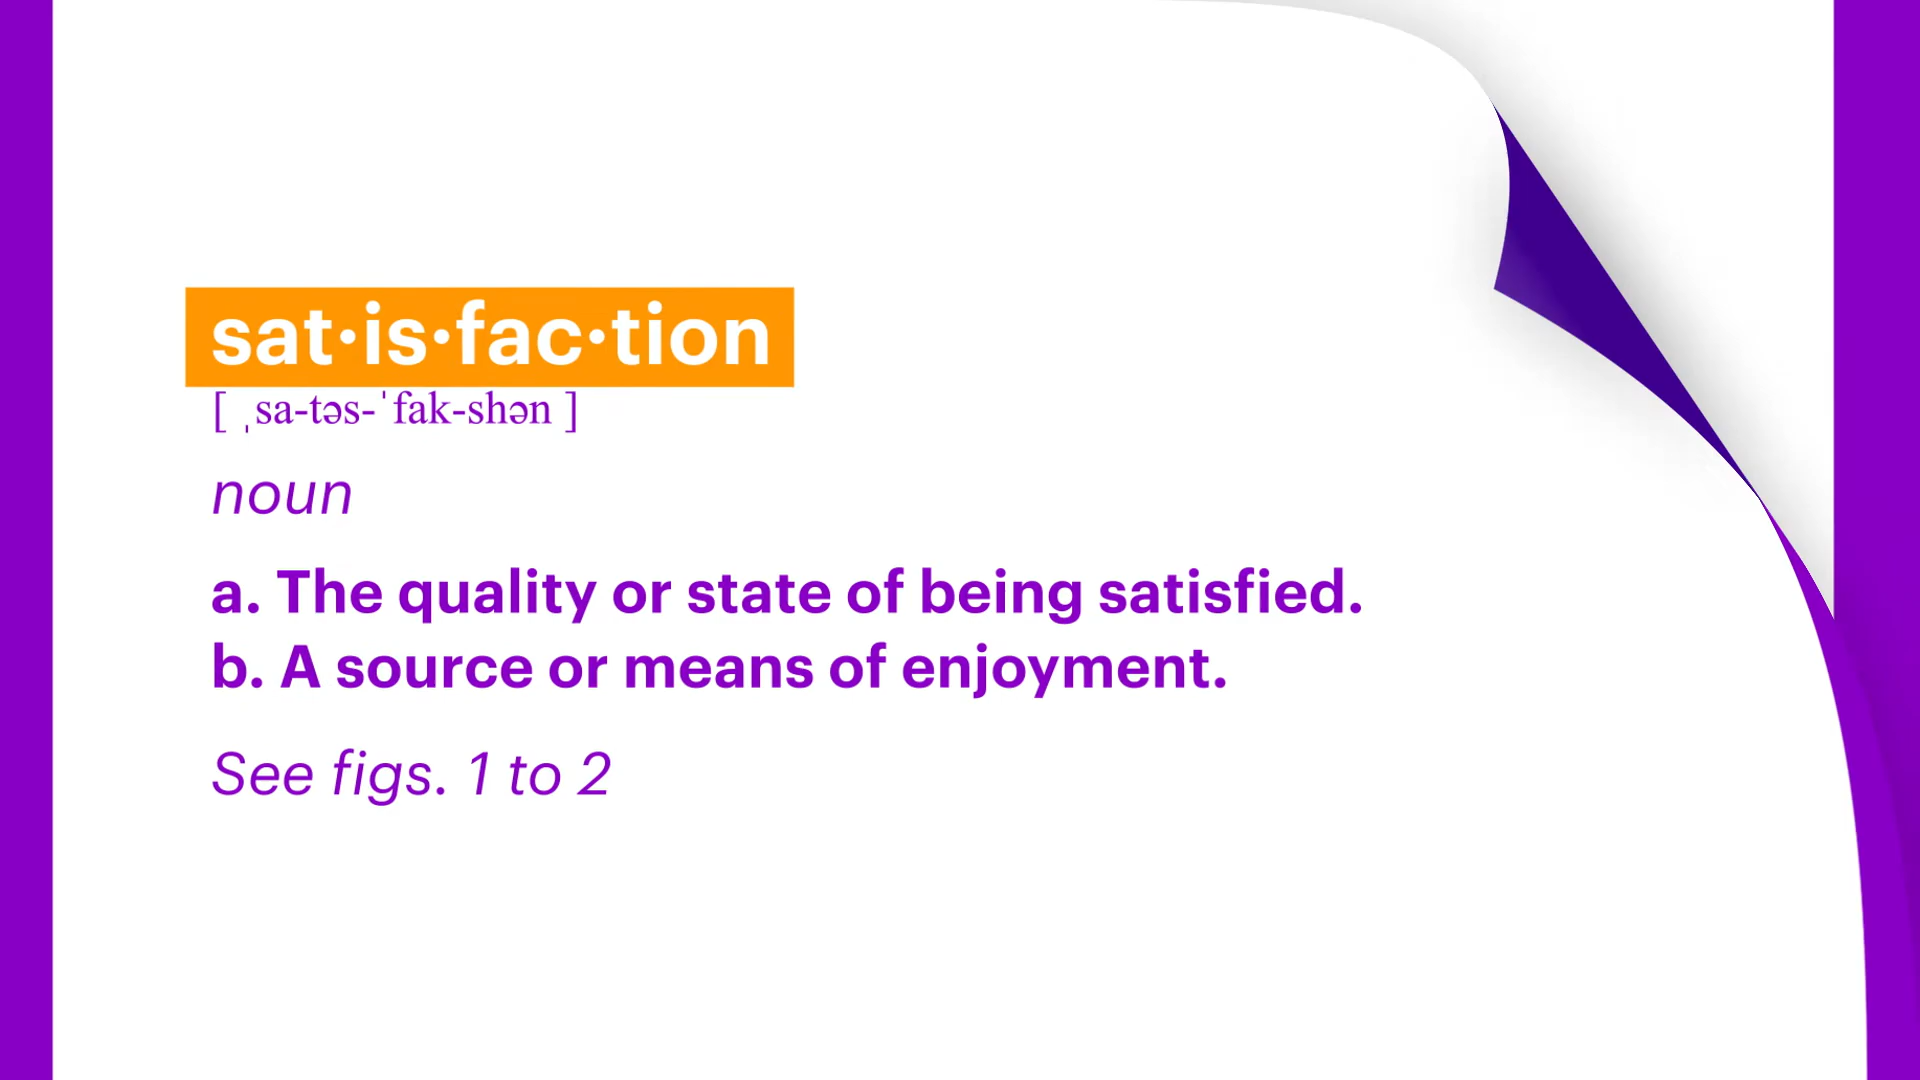 sat·is·fac·tion
[ ˌsa-təs-ˈfak-shən ]
noun
a. The quality or state of being satisfied.
b. A source or means of enjoyment.
See figs. 1 to 2